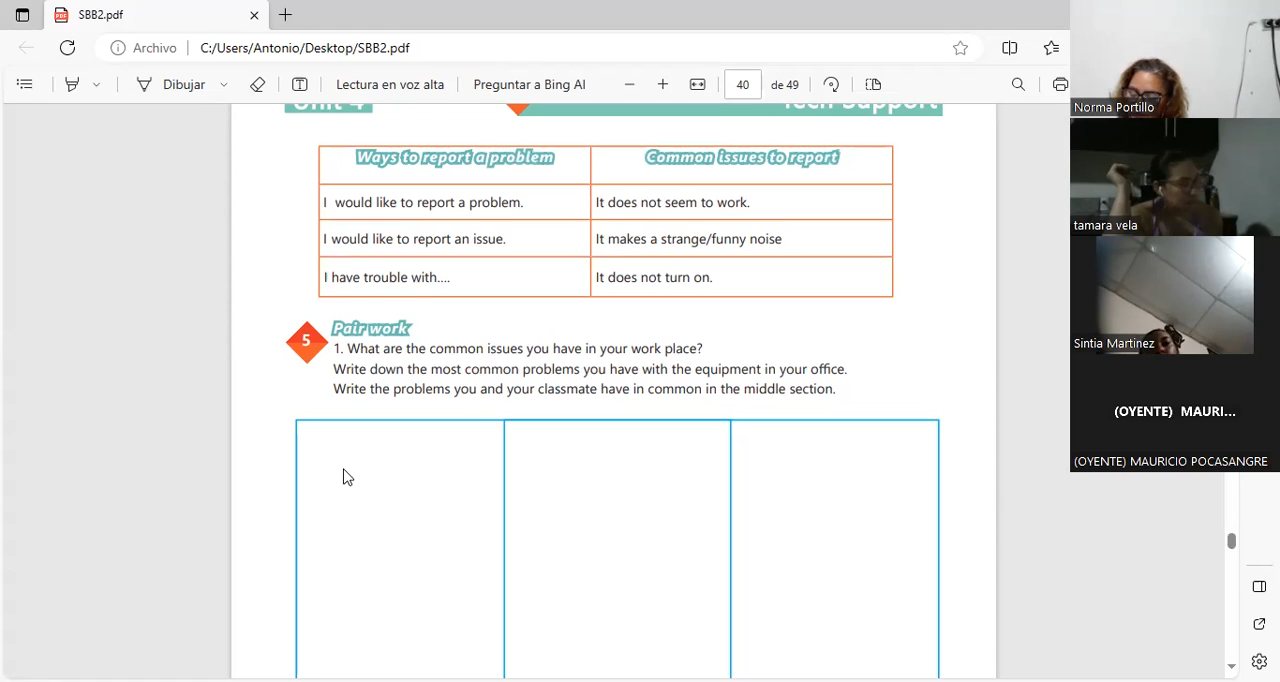 SBB2.pdf
Archivo
C:/Users/Antonio/Desktop/SBB2.pdf
Dibujar
Lectura en voz alta
Preguntar a Bing AI
40
de 49
Unit 4
Tech Support
Ways to report a problem
Common issues to report
I would like to report a problem.
It does not seem to work.
I would like to report an issue.
It makes a strange/funny noise
I have trouble with....
It does not turn on.
5
Pair work
1. What are the common issues you have in your work place?
Write down the most common problems you have with the equipment in your office.
Write the problems you and your classmate have in common in the middle section.
Norma Portillo
tamara vela
Sintia Martinez
(OYENTE) MAURI...
(OYENTE) MAURICIO POCASANGRE